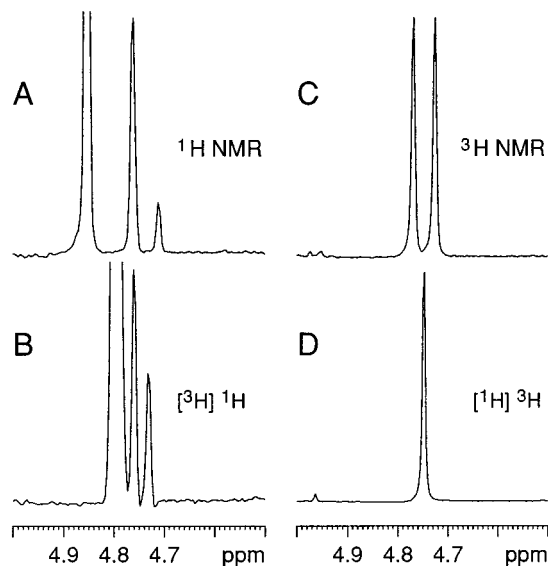 A
¹H NMR
C
³H NMR
B
[³H] ¹H
D
[¹H] ³H
4.9 4.8 4.7 ppm
4.9 4.8 4.7 ppm